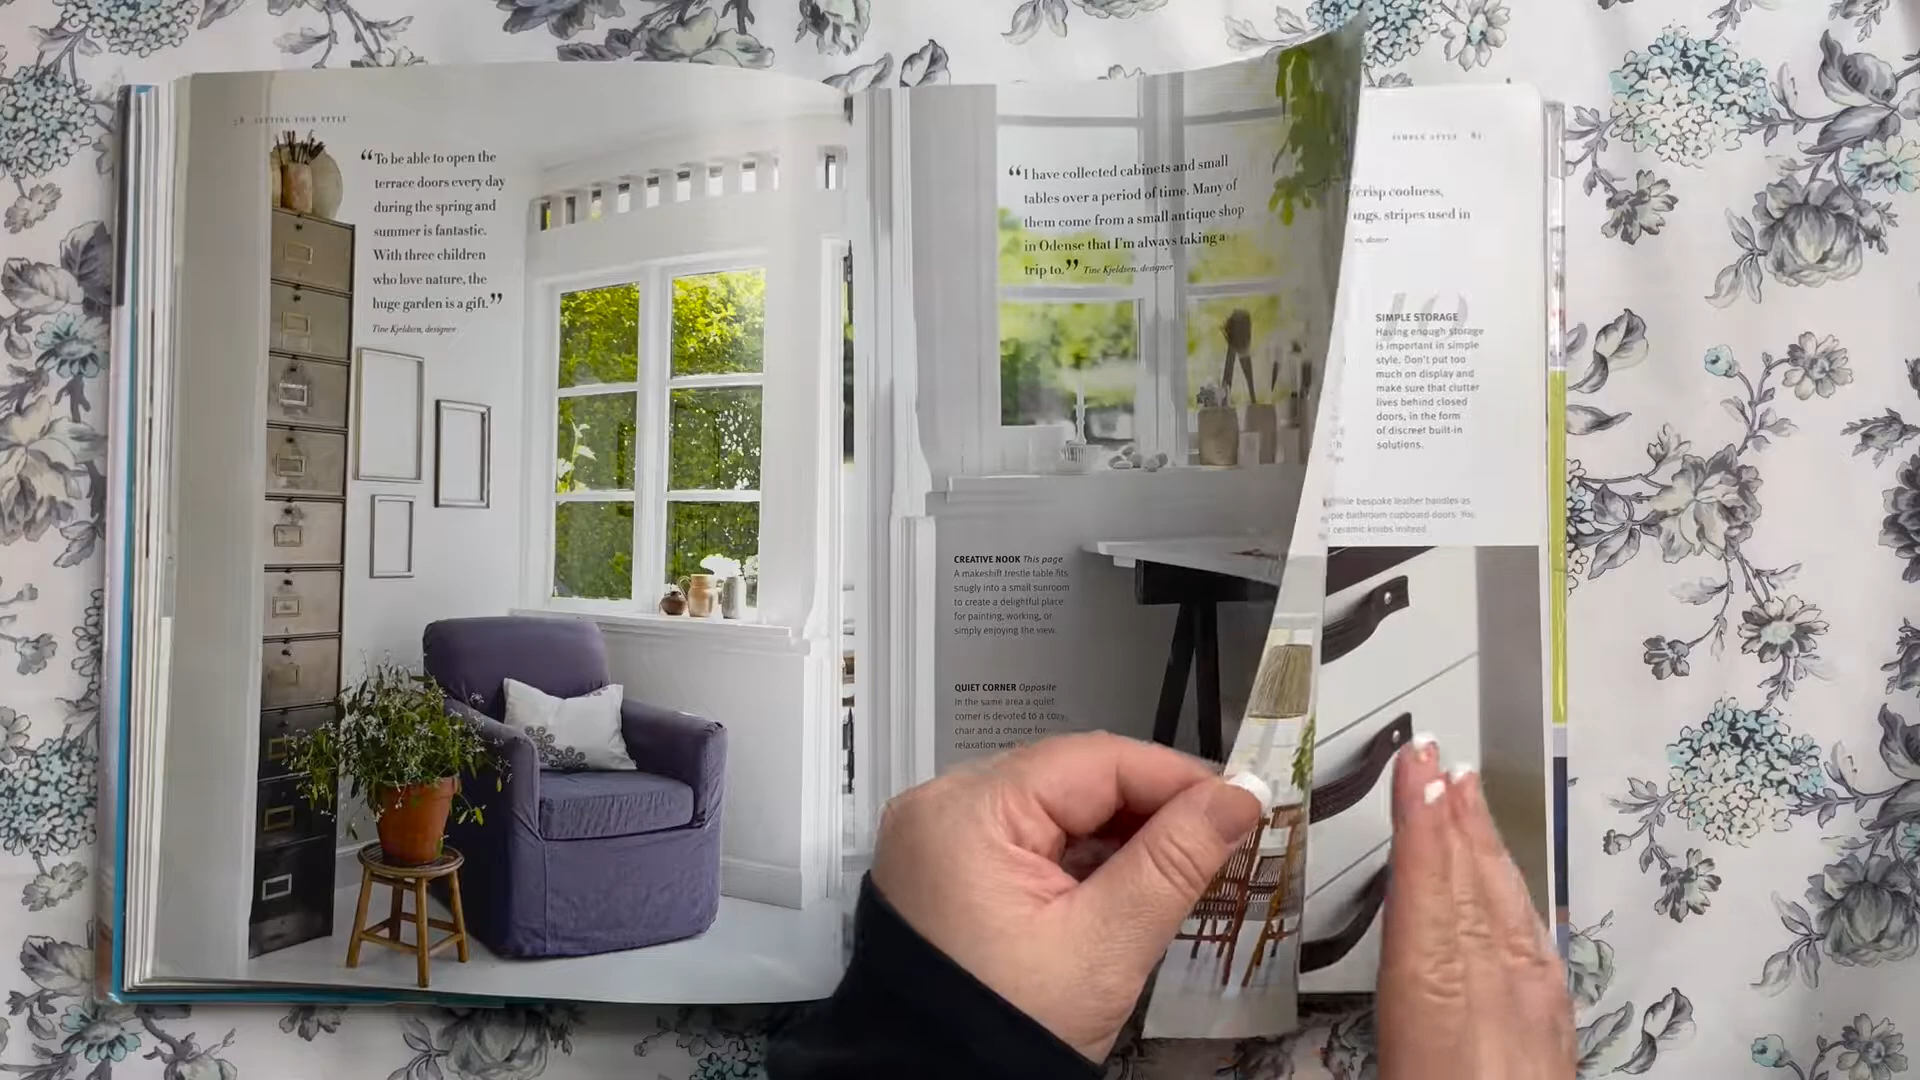 78 SETTING YOUR STYLE
“To be able to open the
terrace doors every day
during the spring and
summer is fantastic.
With three children
who love nature, the
huge garden is a gift.”
Tine Kjeldsen, designer
“I have collected cabinets and small
tables over a period of time. Many of
them come from a small antique shop
in Odense that I'm always taking a
trip to.” Tine Kjeldsen, designer
CREATIVE NOOK This page
A makeshift trestle table fits
snugly into a small sunroom
to create a delightful place
for painting, working, or
simply enjoying the view.
QUIET CORNER Opposite
In the same area a quiet
corner is devoted to a cozy
chair and a chance for
relaxation with
SIMPLE STYLE 81
crisp coolness,
stripes used in
SIMPLE STORAGE
Having enough storage
is important in simple
style. Don't put too
much on display and
make sure that clutter
lives behind closed
doors, in the form
of discreet built-in
solutions.
bespoke leather handles as
bathroom cupboard doors. You
ceramic knobs instead.